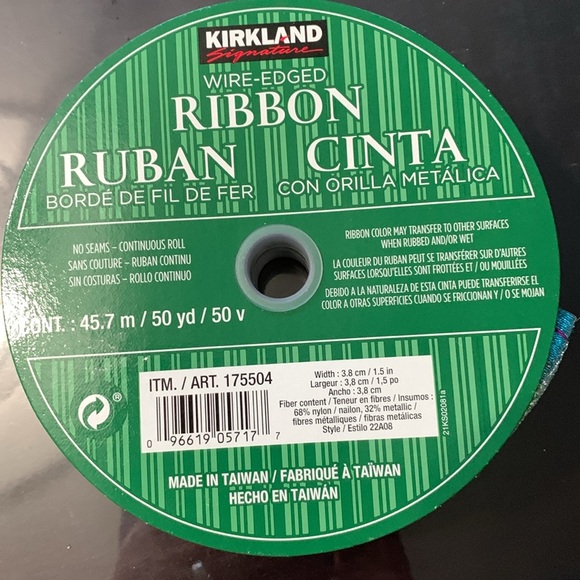 KIRKLAND
Signature
WIRE-EDGED
RIBBON
RUBAN
BORDÉ DE FIL DE FER
CINTA
CON ORILLA METÁLICA
NO SEAMS – CONTINUOUS ROLL
SANS COUTURE – RUBAN CONTINU
SIN COSTURAS – ROLLO CONTINUO
RIBBON COLOR MAY TRANSFER TO OTHER SURFACES
WHEN RUBBED AND/OR WET
LA COULEUR DU RUBAN PEUT SE TRANSFÉRER SUR D'AUTRES
SURFACES LORSQU'ELLES SONT FROTTÉES ET / OU MOUILLÉES
DEBIDO A LA NATURALEZA DE ESTA CINTA PUEDE TRANSFERIRSE EL
COLOR A OTRAS SUPERFICIES CUANDO SE FRICCIONAN Y / O SE MOJAN
CONT. : 45.7 m / 50 yd / 50 v
ITM. / ART. 175504
0 96619 05717 7
Width : 3.8 cm / 1.5 in
Largeur : 3,8 cm / 1,5 po
Ancho : 3,8 cm
Fiber content / Teneur en fibres / Insumos :
68% nylon / nailon, 32% metallic /
fibres métalliques / fibras metálicas
Style / Estilo 22A08
21KS02081a
MADE IN TAIWAN / FABRIQUÉ À TAÏWAN
HECHO EN TAIWÁN